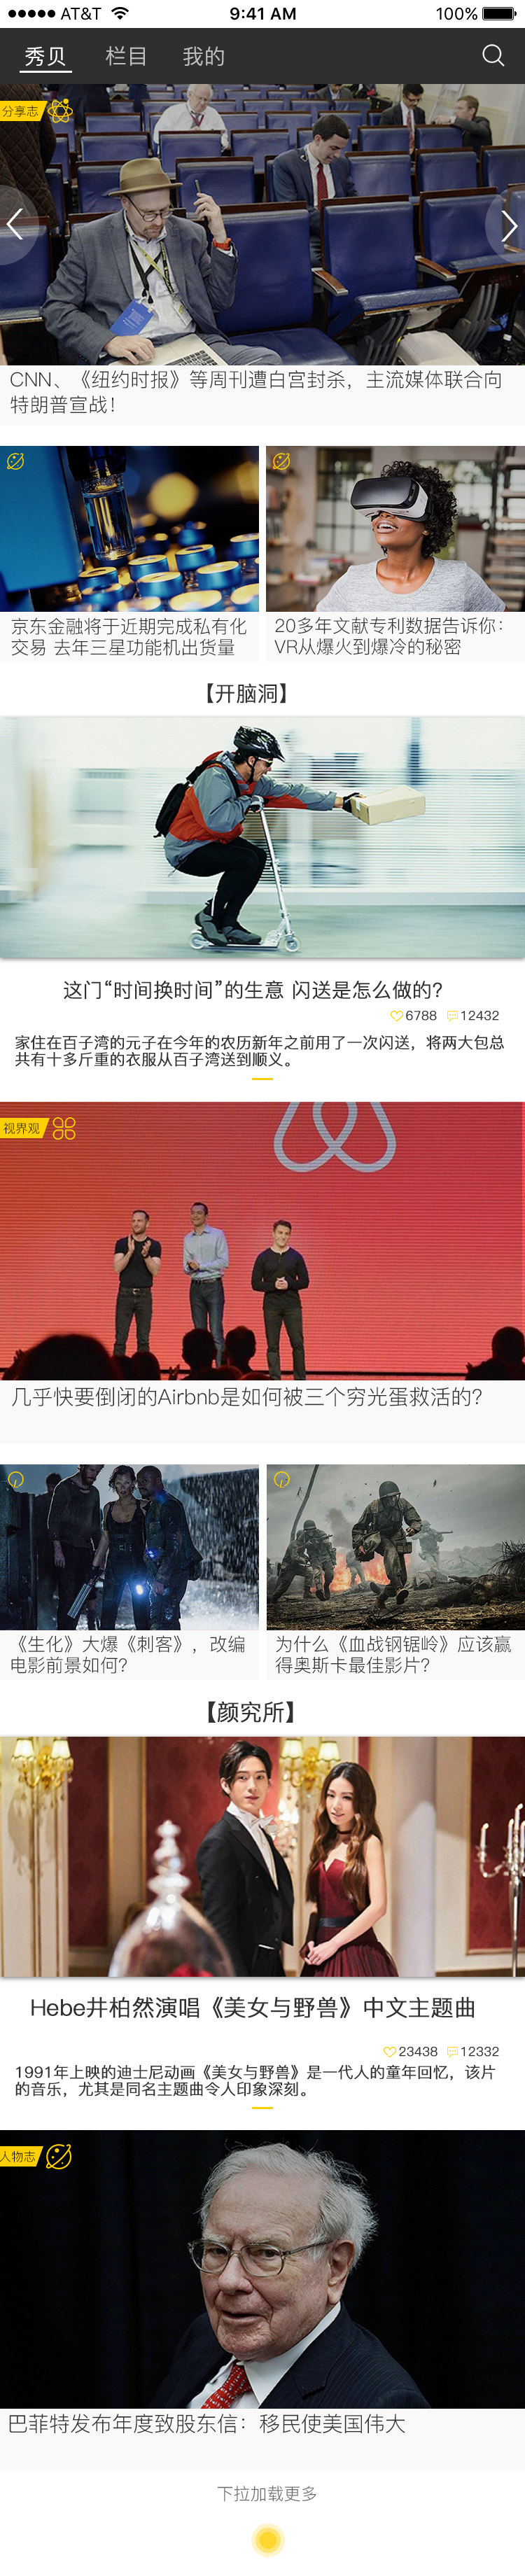 AT&T 9:41 AM 100%
秀贝 栏目 我的
分享志
CNN、《纽约时报》等周刊遭白宫封杀，主流媒体联合向
特朗普宣战！
京东金融将于近期完成私有化
交易 去年三星功能机出货量
20多年文献专利数据告诉你：
VR从爆火到爆冷的秘密
【开脑洞】
这门“时间换时间”的生意 闪送是怎么做的？
6788 12432
家住在百子湾的元子在今年的农历新年之前用了一次闪送，将两大包总
共有十多斤重的衣服从百子湾送到顺义。
视界观
几乎快要倒闭的Airbnb是如何被三个穷光蛋救活的？
《生化》大爆《刺客》，改编
电影前景如何？
为什么《血战钢锯岭》应该赢
得奥斯卡最佳影片？
【颜究所】
Hebe井柏然演唱《美女与野兽》中文主题曲
23438 12332
1991年上映的迪士尼动画《美女与野兽》是一代人的童年回忆，该片
的音乐，尤其是同名主题曲令人印象深刻。
人物志
巴菲特发布年度致股东信：移民使美国伟大
下拉加载更多